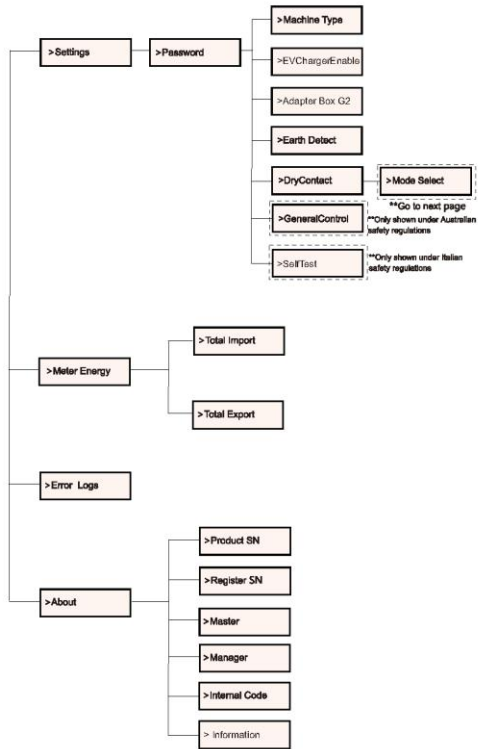 >Machine Type
>Settings
>Password
>EVChargerEnable
>Adapter Box G2
>Earth Detect
>DryContact
>Mode Select
**Go to next page
>GeneralControl
**Only shown under Australian
safety regulations
>SelfTest
**Only shown under Italian
safety regulations
>Total Import
>Meter Energy
>Total Export
>Error Logs
>Product SN
>Register SN
>About
>Master
>Manager
>Internal Code
> Information